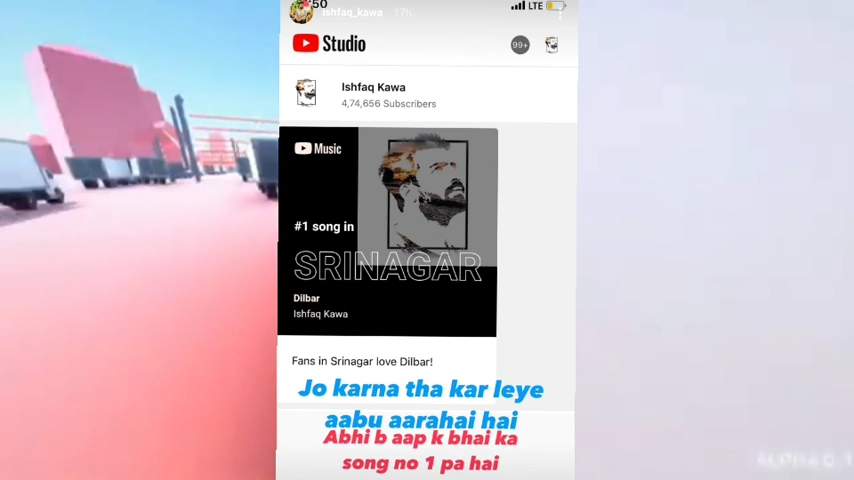 :50
LTE
ishfaq_kawa 17h
Studio
99+
Ishfaq Kawa
4,74,656 Subscribers
Music
#1 song in
SRINAGAR
Dilbar
Ishfaq Kawa
Fans in Srinagar love Dilbar!
Jo karna tha kar leye
aabu aarahai hai
Abhi b aap k bhai ka
song no 1 pa hai